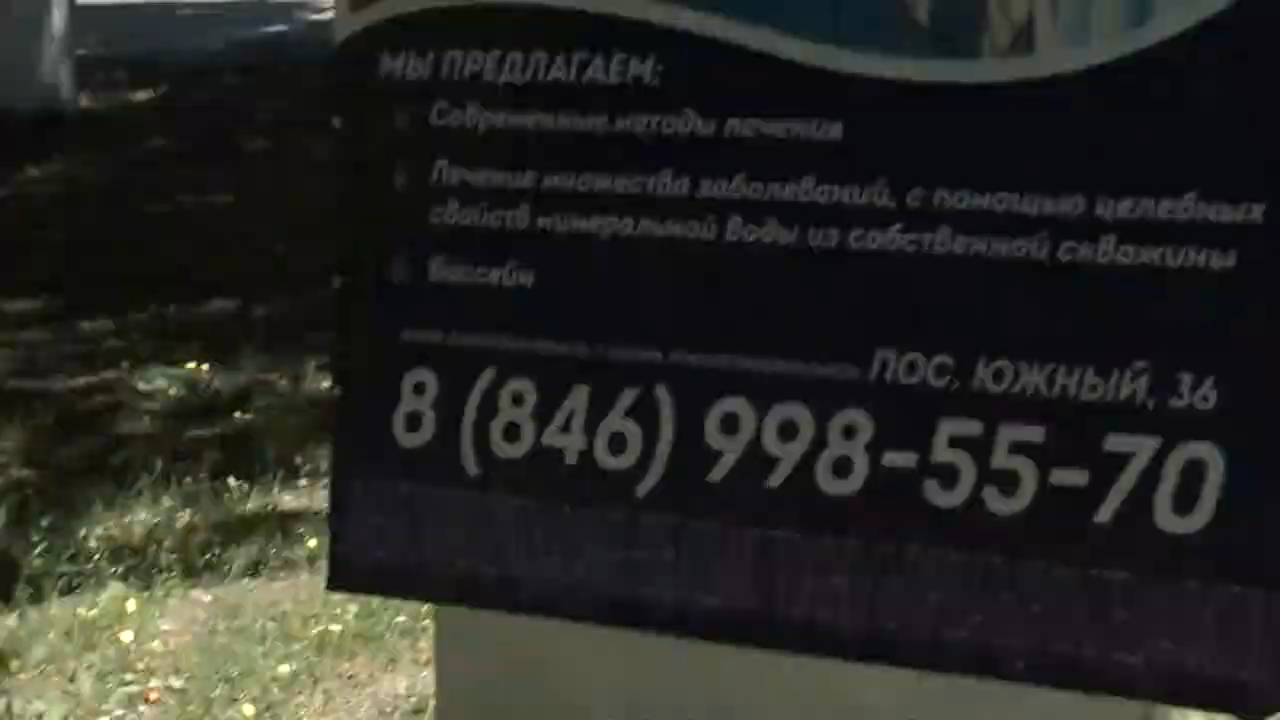 МЫ ПРЕДЛАГАЕМ:
Современные методы лечения
Лечение множества заболеваний, с помощью целебных
свойств минеральной воды из собственной скважины
Бассейн
ПОС. ЮЖНЫЙ, 36
8 (846) 998-55-70